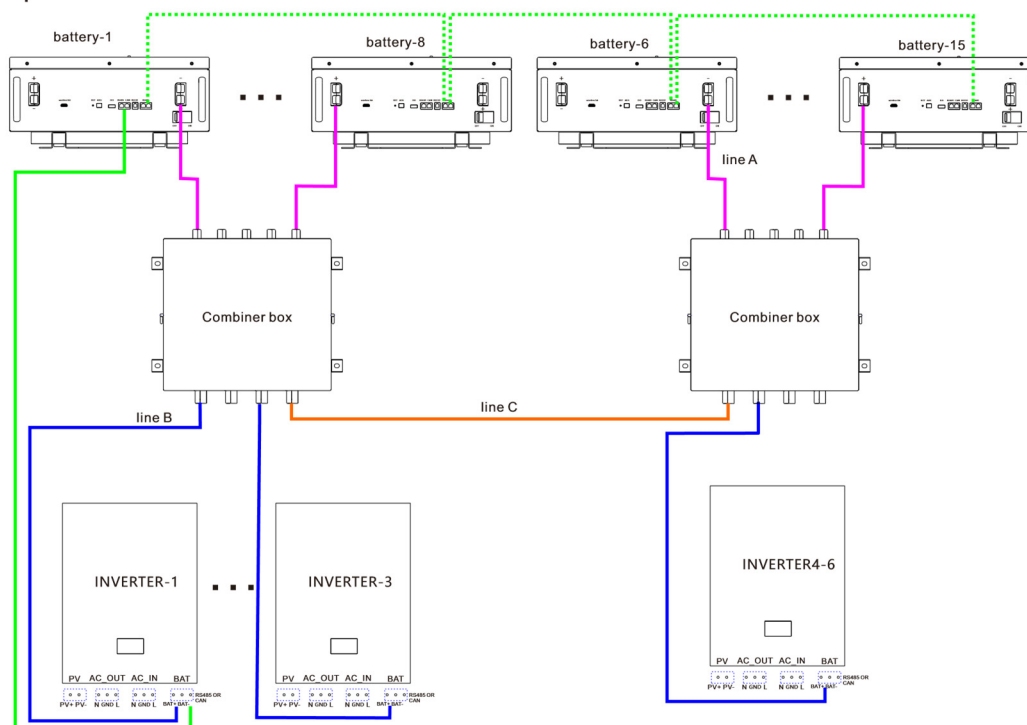 battery-1
battery-8
battery-6
battery-15
line A
Combiner box
Combiner box
line B
line C
INVERTER-1
INVERTER-3
INVERTER4-6
PV AC_OUT AC_IN BAT
PV+ PV- N GND L N GND L BAT+ BAT- RS485 OR
CAN
PV AC_OUT AC_IN BAT
PV+ PV- N GND L N GND L BAT+ BAT- RS485 OR
CAN
PV AC_OUT AC_IN BAT
PV+ PV- N GND L N GND L BAT+ BAT- RS485 OR
CAN